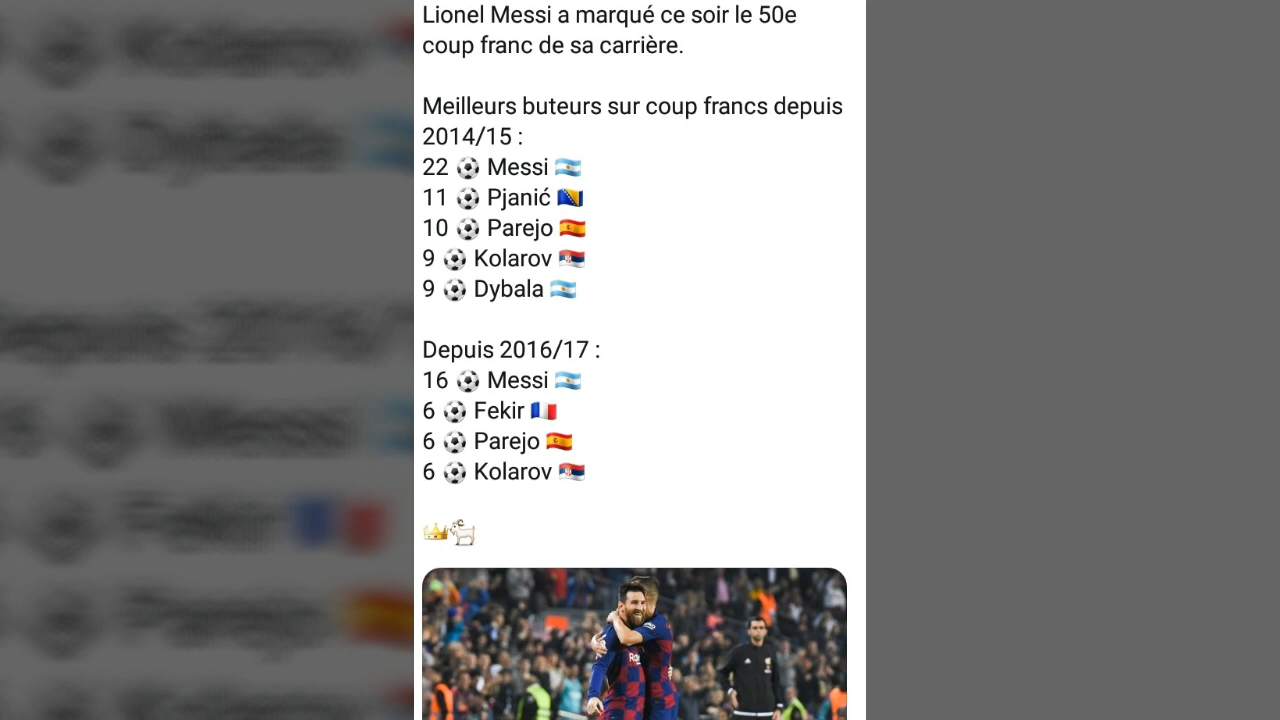 Lionel Messi a marqué ce soir le 50e
coup franc de sa carrière.
Meilleurs buteurs sur coup francs depuis
2014/15 :
22 ⚽ Messi 🇦🇷
11 ⚽ Pjanić 🇧🇦
10 ⚽ Parejo 🇪🇸
9 ⚽ Kolarov 🇷🇸
9 ⚽ Dybala 🇦🇷
Depuis 2016/17 :
16 ⚽ Messi 🇦🇷
6 ⚽ Fekir 🇫🇷
6 ⚽ Parejo 🇪🇸
6 ⚽ Kolarov 🇷🇸
👑🐐